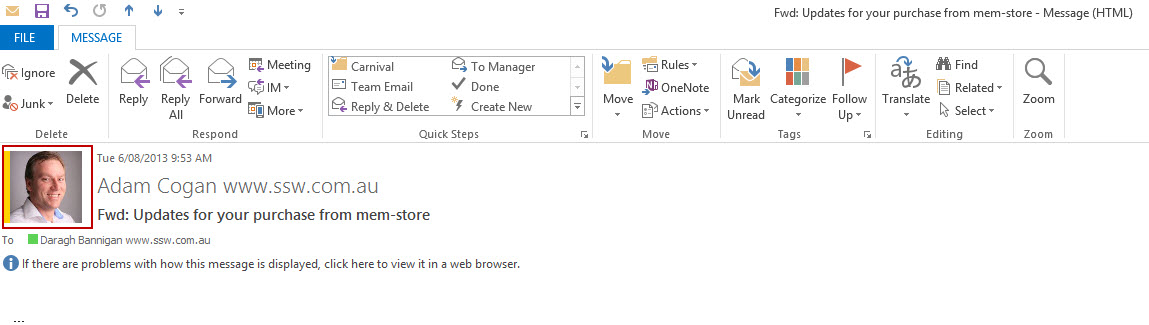 Fwd: Updates for your purchase from mem-store - Message (HTML)
FILE MESSAGE
Ignore
Junk
Delete
Delete
Reply
Reply All
Forward
Meeting
IM
More
Respond
Carnival
Team Email
Reply & Delete
To Manager
Done
Create New
Quick Steps
Move
Rules
OneNote
Actions
Move
Mark Unread
Categorize
Follow Up
Tags
Translate
Find
Related
Select
Editing
Zoom
Zoom
Tue 6/08/2013 9:53 AM
Adam Cogan www.ssw.com.au
Fwd: Updates for your purchase from mem-store
To Daragh Bannigan www.ssw.com.au
If there are problems with how this message is displayed, click here to view it in a web browser.
...